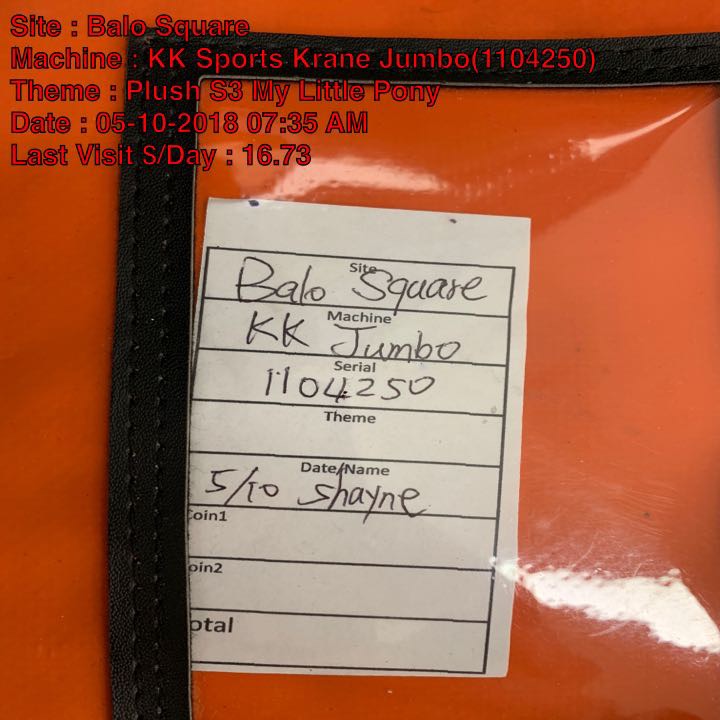 Site : Balo Square
Machine : KK Sports Krane Jumbo(1104250)
Theme : Plush S3 My Little Pony
Date : 05-10-2018 07:35 AM
Last Visit $/Day : 16.73
Site
Balo Square
Machine
KK Jumbo
Serial
1104250
Theme
Date/Name
5/10 Shayne
Coin1
oin2
otal